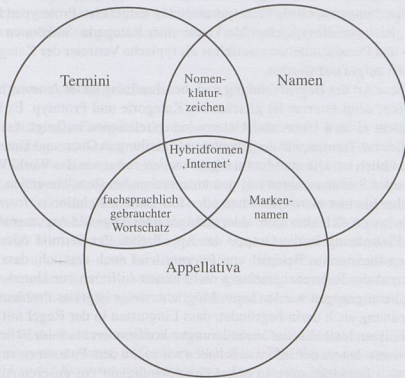 Termini
Nomen-
klatur-
zeichen
Namen
Hybridformen
‚Internet‘
fachsprachlich
gebrauchter
Wortschatz
Marken-
namen
Appellativa